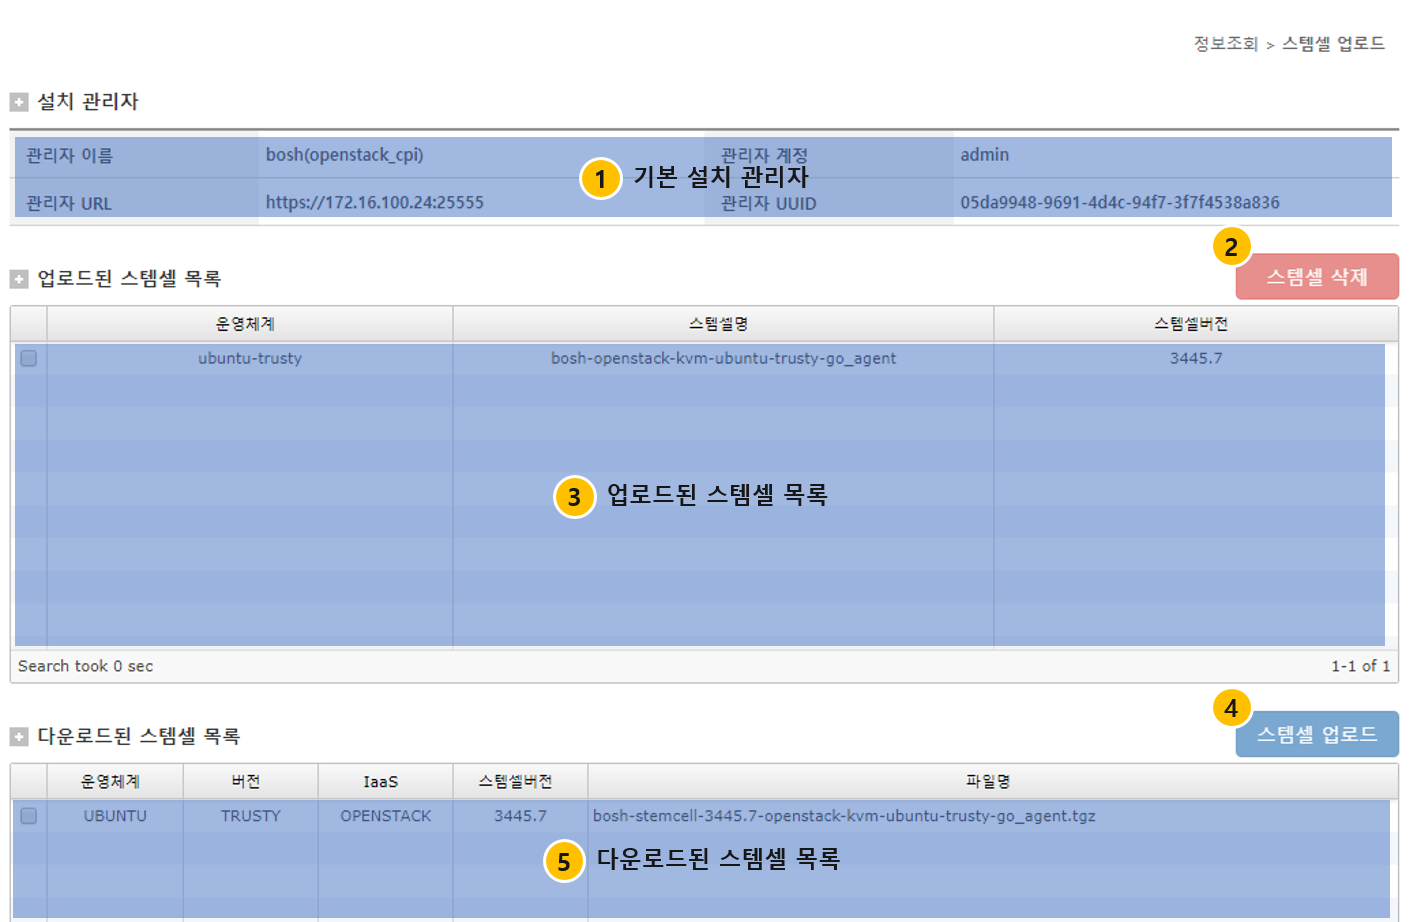 정보조회 > 스템셀 업로드
설치 관리자
관리자 이름 bosh(openstack_cpi) 관리자 계정 admin
1 기본 설치 관리자
관리자 URL https://172.16.100.24:25555 관리자 UUID 05da9948-9691-4d4c-94f7-3f7f4538a836
2
업로드된 스템셀 목록 스템셀 삭제
운영체계 스템셀명 스템셀버전
ubuntu-trusty bosh-openstack-kvm-ubuntu-trusty-go_agent 3445.7
3 업로드된 스템셀 목록
Search took 0 sec 1-1 of 1
4
다운로드된 스템셀 목록 스템셀 업로드
운영체계 버전 IaaS 스템셀버전 파일명
UBUNTU TRUSTY OPENSTACK 3445.7 bosh-stemcell-3445.7-openstack-kvm-ubuntu-trusty-go_agent.tgz
5 다운로드된 스템셀 목록